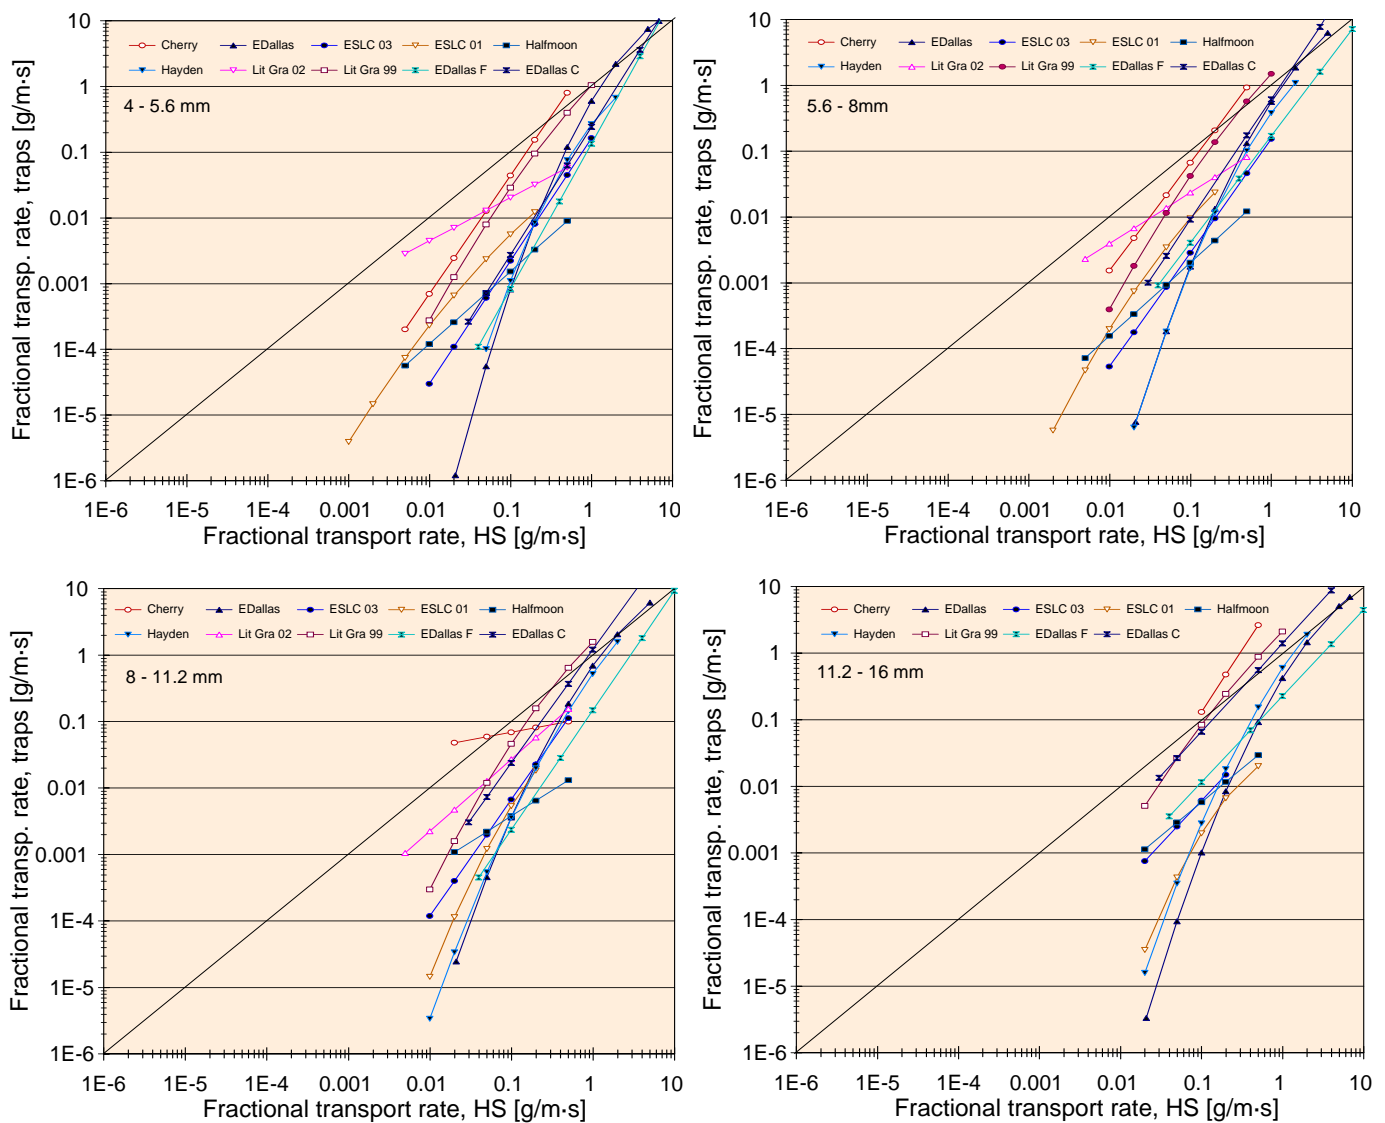 Fractional transp. rate, traps [g/m·s]
10
1
0.1
0.01
0.001
1E-4
1E-5
1E-6
Cherry EDallas ESLC 03 ESLC 01 Halfmoon
Hayden Lit Gra 02 Lit Gra 99 EDallas F EDallas C
4 - 5.6 mm
1E-6 1E-5 1E-4 0.001 0.01 0.1 1 10
Fractional transport rate, HS [g/m·s]
Fractional transp. rate, traps [g/m·s]
10
1
0.1
0.01
0.001
1E-4
1E-5
1E-6
Cherry EDallas ESLC 03 ESLC 01 Halfmoon
Hayden Lit Gra 02 Lit Gra 99 EDallas F EDallas C
5.6 - 8mm
1E-6 1E-5 1E-4 0.001 0.01 0.1 1 10
Fractional transport rate, HS [g/m·s]
Fractional transp. rate, traps [g/m·s]
10
1
0.1
0.01
0.001
1E-4
1E-5
1E-6
Cherry EDallas ESLC 03 ESLC 01 Halfmoon
Hayden Lit Gra 02 Lit Gra 99 EDallas F EDallas C
8 - 11.2 mm
1E-6 1E-5 1E-4 0.001 0.01 0.1 1 10
Fractional transport rate, HS [g/m·s]
Fractional transp. rate, traps [g/m·s]
10
1
0.1
0.01
0.001
1E-4
1E-5
1E-6
Cherry EDallas ESLC 03 ESLC 01 Halfmoon
Hayden Lit Gra 99 EDallas F EDallas C
11.2 - 16 mm
1E-6 1E-5 1E-4 0.001 0.01 0.1 1 10
Fractional transport rate, HS [g/m·s]